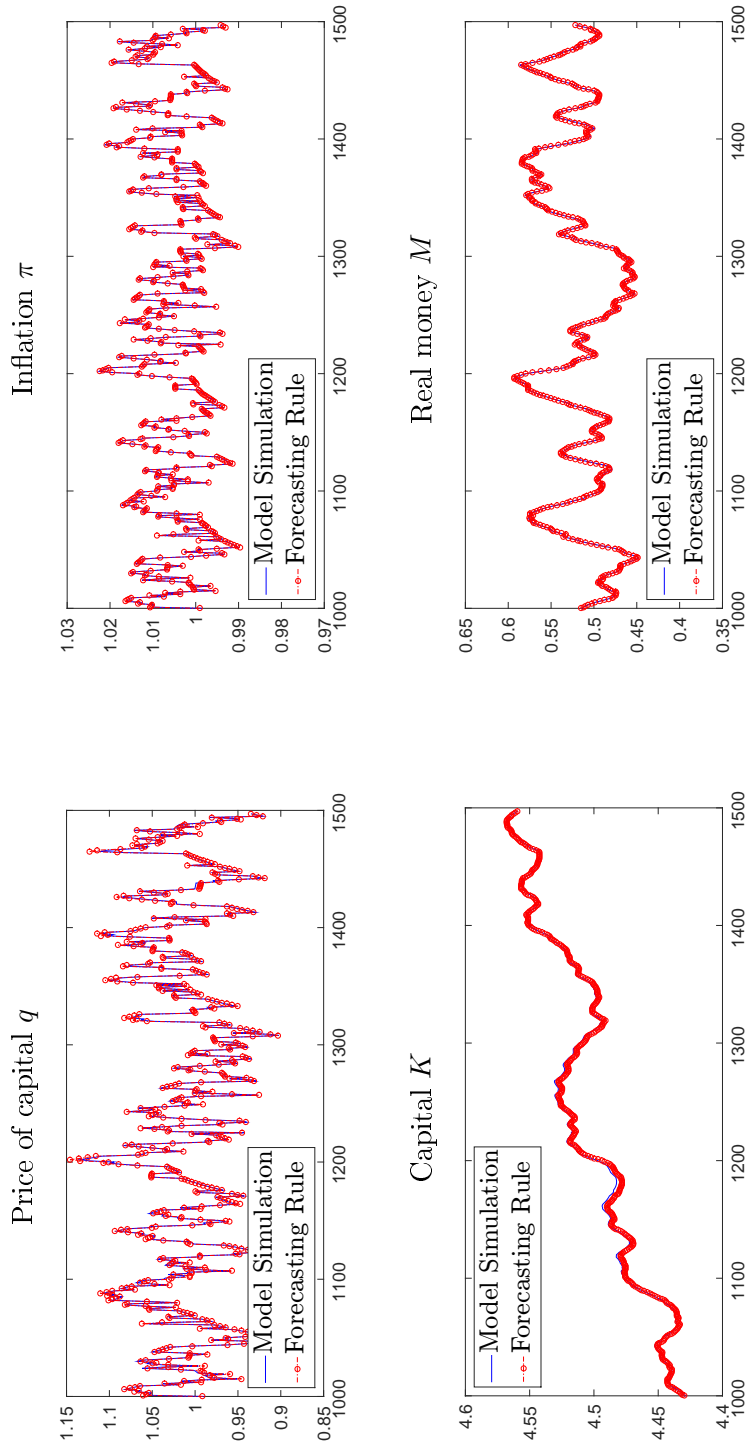 Price of capital q
1.15
1.1
1.05
1
0.95
0.9
0.85
Model Simulation
Forecasting Rule
1000 1100 1200 1300 1400 1500
Inflation π
1.03
1.02
1.01
1
0.99
0.98
0.97
Model Simulation
Forecasting Rule
1000 1100 1200 1300 1400 1500
Capital K
4.6
4.55
4.5
4.45
4.4
Model Simulation
Forecasting Rule
1000 1100 1200 1300 1400 1500
Real money M
0.65
0.6
0.55
0.5
0.45
0.4
0.35
Model Simulation
Forecasting Rule
1000 1100 1200 1300 1400 1500